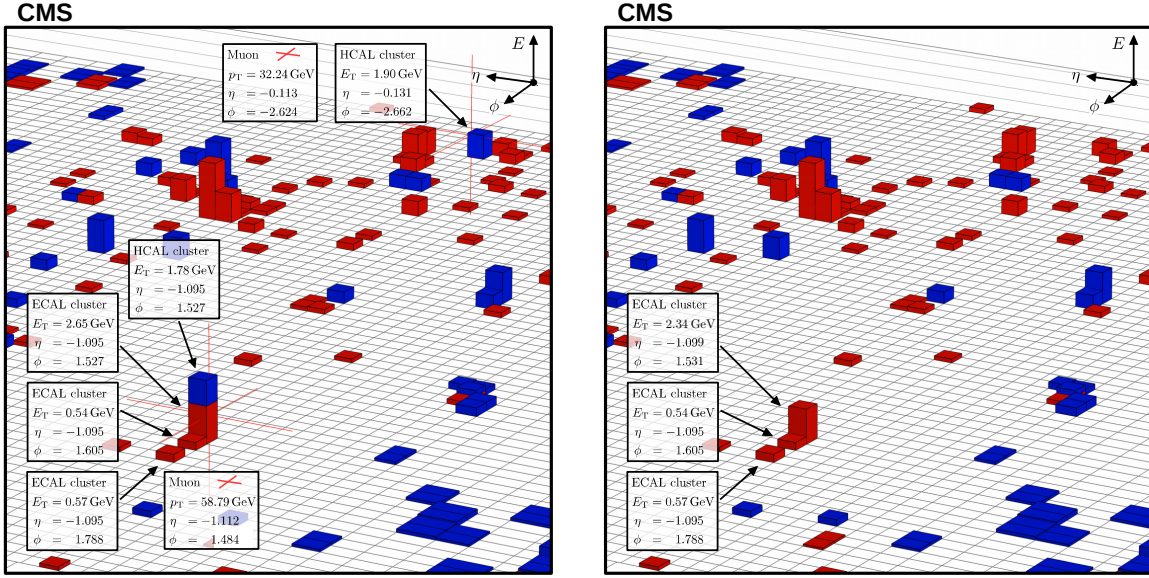 CMS
Muon
p_T = 32.24 GeV
η = −0.113
ϕ = −2.624
HCAL cluster
E_T = 1.90 GeV
η = −0.131
ϕ = −2.662
E
η
ϕ
HCAL cluster
E_T = 1.78 GeV
η = −1.095
ϕ = 1.527
ECAL cluster
E_T = 2.65 GeV
η = −1.095
ϕ = 1.527
ECAL cluster
E_T = 0.54 GeV
η = −1.095
ϕ = 1.605
ECAL cluster
E_T = 0.57 GeV
η = −1.095
ϕ = 1.788
Muon
p_T = 58.79 GeV
η = −1.112
ϕ = 1.484
CMS
E
η
ϕ
ECAL cluster
E_T = 2.34 GeV
η = −1.099
ϕ = 1.531
ECAL cluster
E_T = 0.54 GeV
η = −1.095
ϕ = 1.605
ECAL cluster
E_T = 0.57 GeV
η = −1.095
ϕ = 1.788